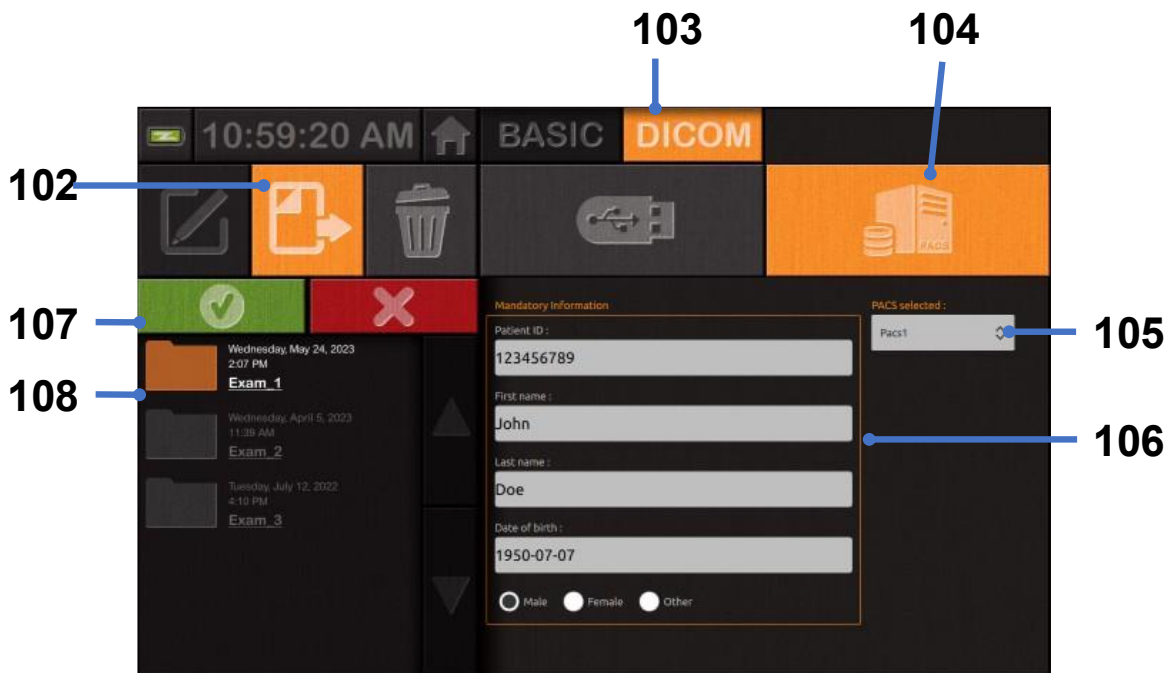 103
104
10:59:20 AM
BASIC
DICOM
102
PACS
107
108
Wednesday, May 24, 2023
2:07 PM
Exam_1
Wednesday, April 5, 2023
11:39 AM
Exam_2
Tuesday, July 12, 2022
4:10 PM
Exam_3
Mandatory Information
Patient ID :
123456789
First name :
John
Last name :
Doe
Date of birth :
1950-07-07
Male
Female
Other
PACS selected :
Pacs1
105
106